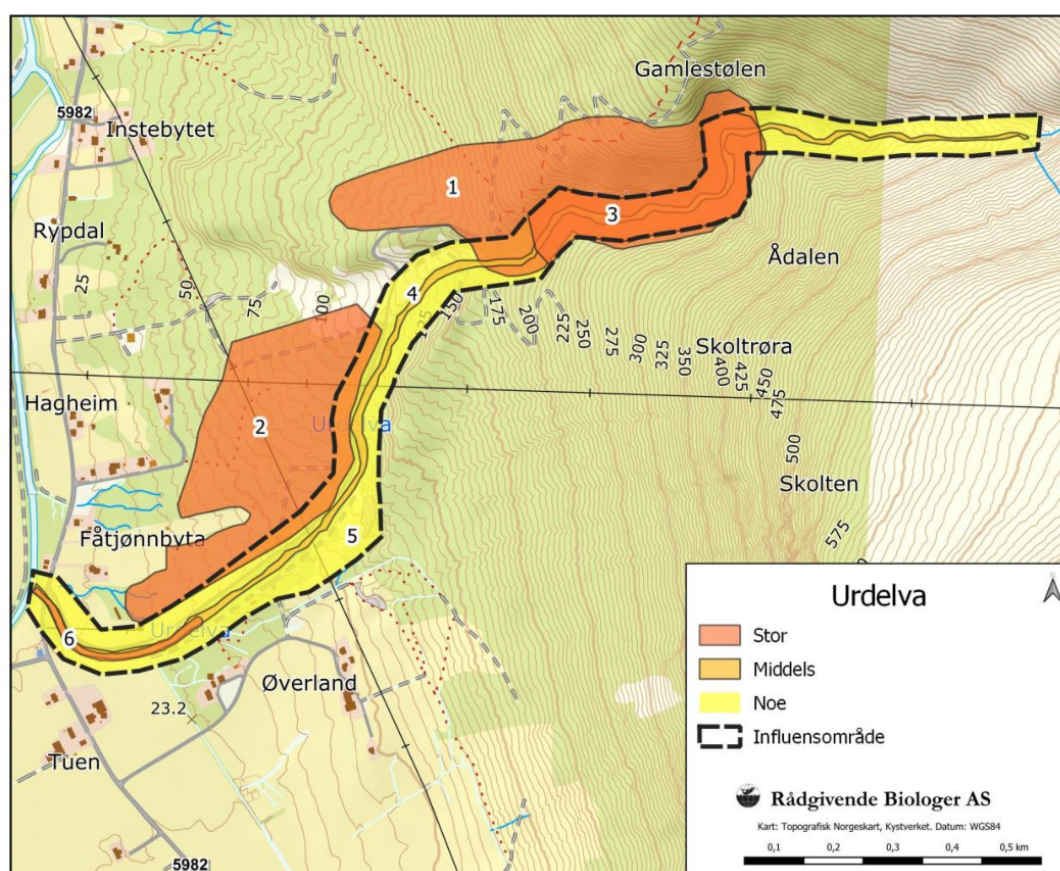 Gamlestølen
5982
Instebytet
1
Rypdal
3
25
50
Ådalen
4
75
100
125
150
175
200
225
250
275
300
325
350
Skoltrøra
400
425
450
475
Hagheim
2
Urdelva
500
Skolten
Fåtjønnbyta
5
575
6
Urdelva
Øverland
23.2
Tuen
5982
Urdelva
Stor
Middels
Noe
Influensområde
Rådgivende Biologer AS
Kart: Topografisk Norgeskart, Kystverket. Datum: WGS84
0,1 0,2 0,3 0,4 0,5 km